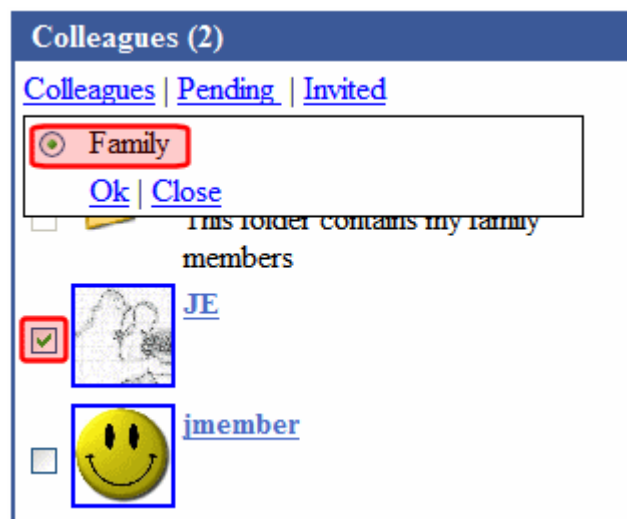 Colleagues (2)
Colleagues | Pending | Invited
Family
Ok | Close
This folder contains my family
members
JE
jmember